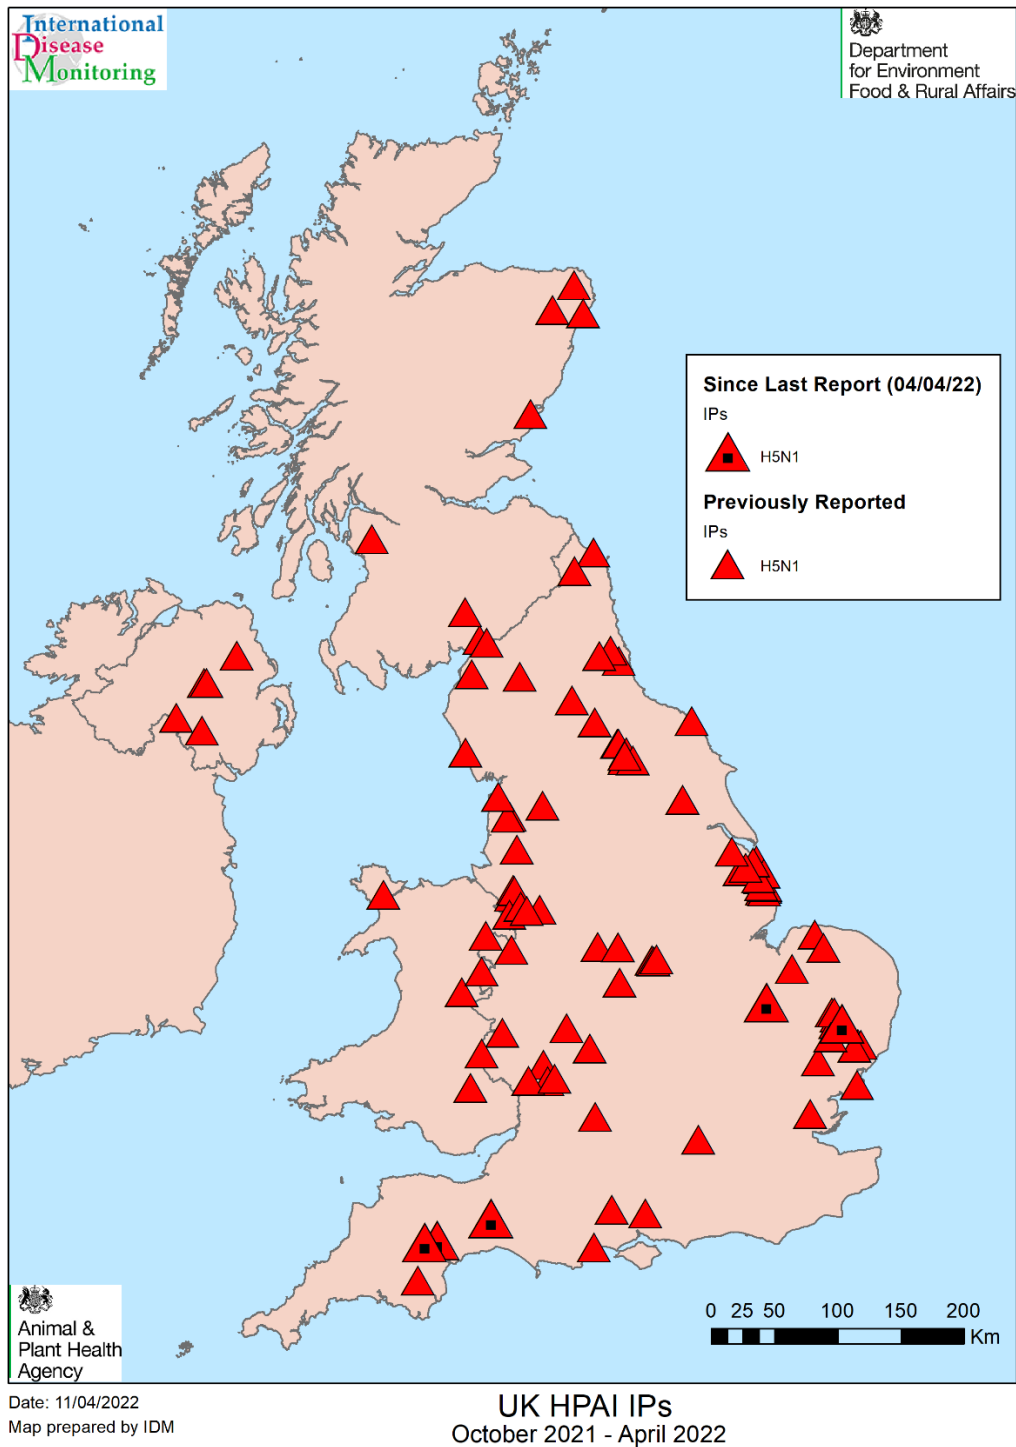 International
Disease
Monitoring
Department
for Environment
Food & Rural Affairs
Since Last Report (04/04/22)
IPs
H5N1
Previously Reported
IPs
H5N1
0 25 50 100 150 200
Km
Animal &
Plant Health
Agency
Date: 11/04/2022
Map prepared by IDM
UK HPAI IPs
October 2021 - April 2022